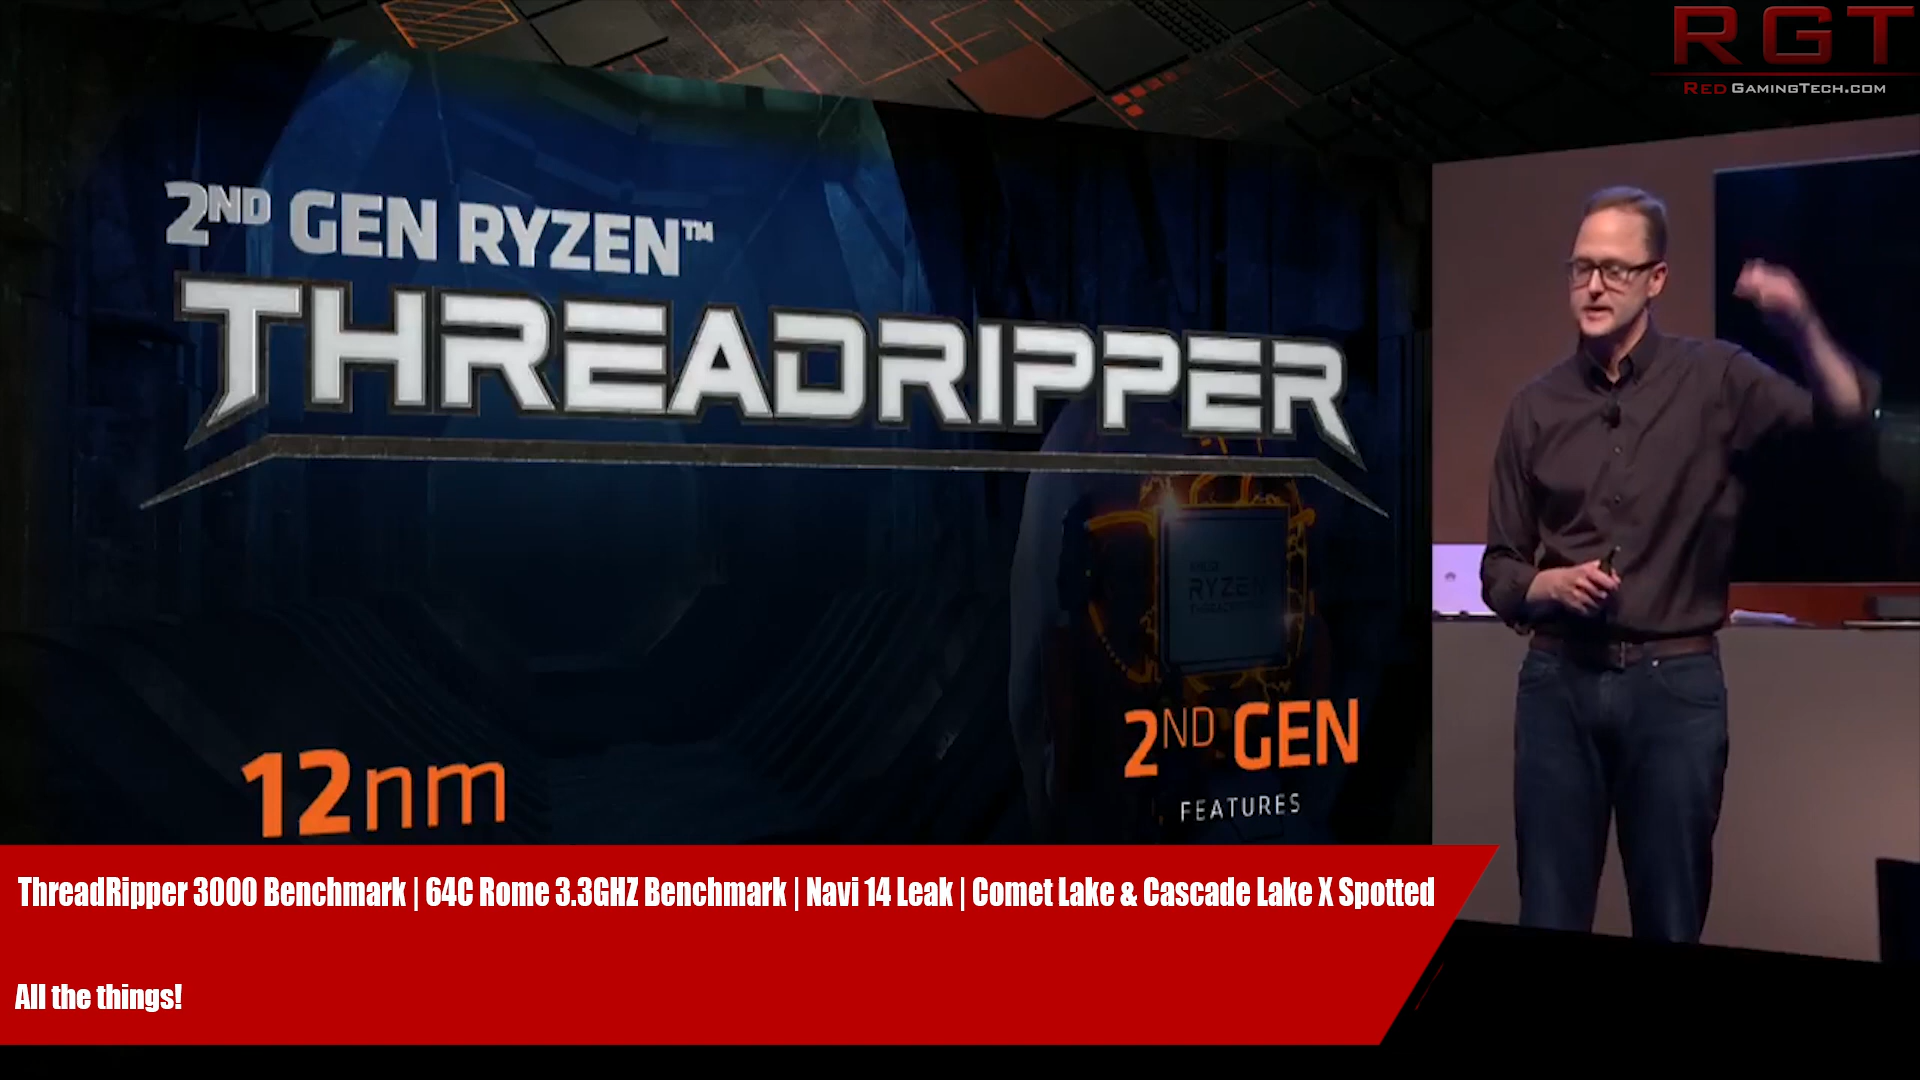 RGT
RED GAMINGTECH.COM
2ND GEN RYZEN™
THREADRIPPER
RYZEN
2ND GEN
FEATURES
12nm
ThreadRipper 3000 Benchmark | 64C Rome 3.3GHZ Benchmark | Navi 14 Leak | Comet Lake & Cascade Lake X Spotted
All the things!